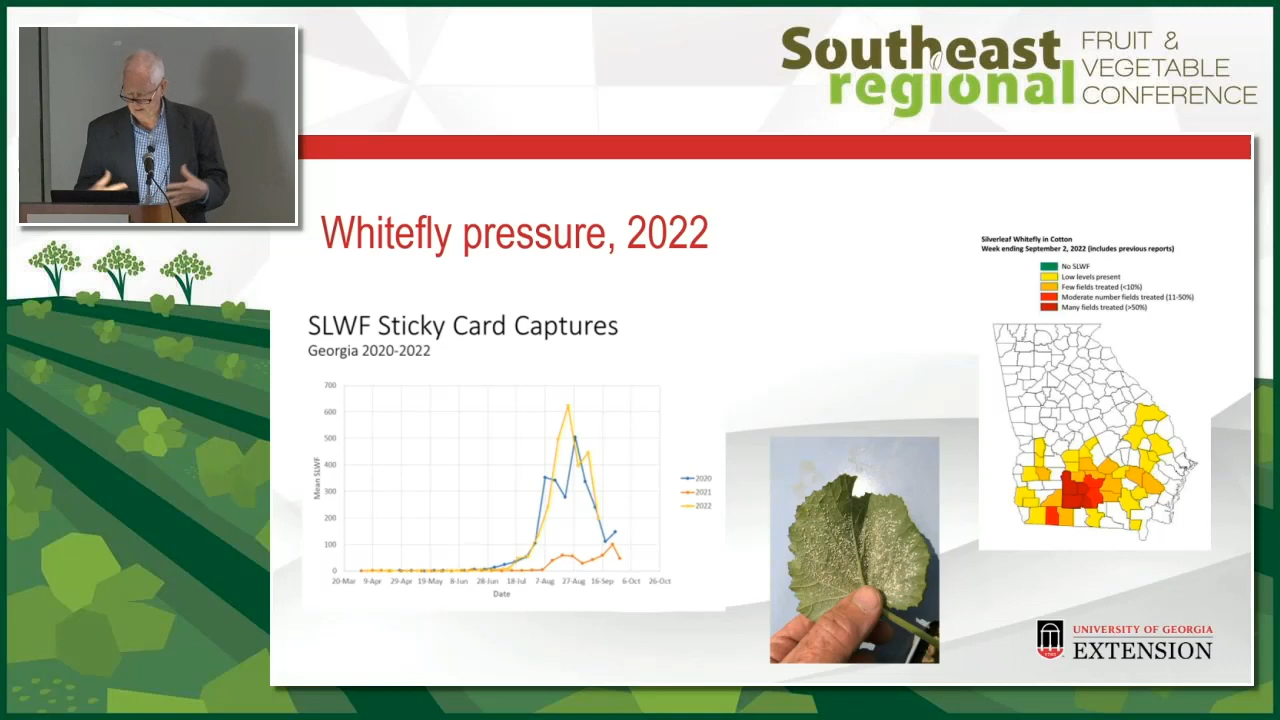 Southeast
regional
FRUIT &
VEGETABLE
CONFERENCE
Whitefly pressure, 2022
SLWF Sticky Card Captures
Georgia 2020-2022
Mean SLWF
700
600
500
400
300
200
100
0
20-Mar 9-Apr 29-Apr 19-May 8-Jun 28-Jun 18-Jul 7-Aug 27-Aug 16-Sep 6-Oct 26-Oct
Date
2020
2021
2022
Silverleaf Whitefly in Cotton
Week ending September 2, 2022 (includes previous reports)
No SLWF
Low levels present
Few fields treated (<10%)
Moderate number fields treated (11-50%)
Many fields treated (>50%)
UNIVERSITY OF GEORGIA
EXTENSION